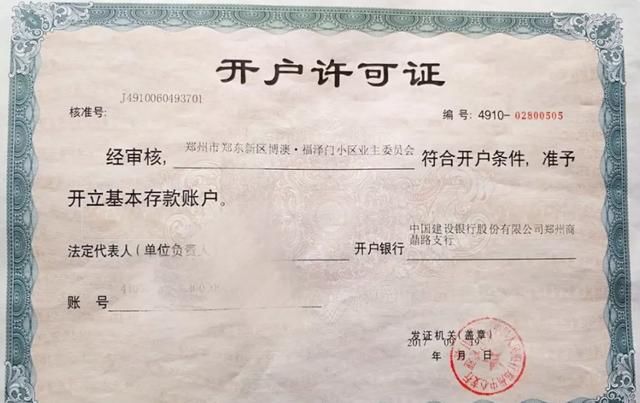 开户许可证
核准号: J4910060493701
编号: 4910-02800505
经审核, 郑州市郑东新区博澳·福泽门小区业主委员会 符合开户条件, 准予
开立基本存款账户。
法定代表人(单位负责人 开户银行 中国建设银行股份有限公司郑州商
鼎路支行
账 号
发证机关(盖章)
2017 09
年 月 日